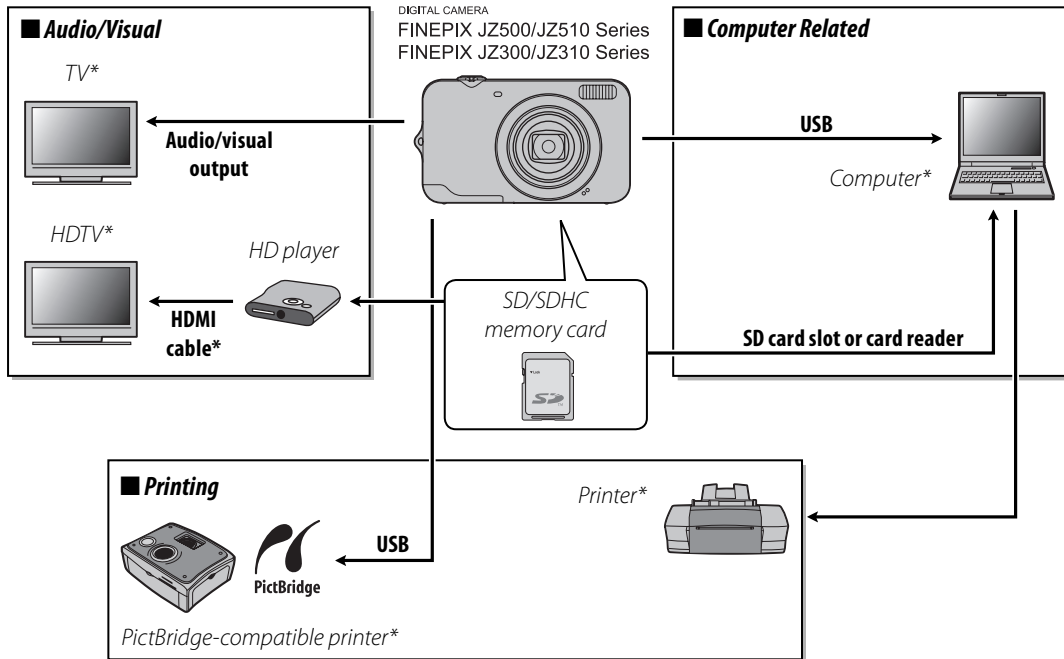 DIGITAL CAMERA
FINEPIX JZ500/JZ510 Series
FINEPIX JZ300/JZ310 Series
■ Audio/Visual
TV*
Audio/visual
output
HDTV*
HD player
HDMI
cable*
SD/SDHC
memory card
SD
■ Computer Related
USB
Computer*
SD card slot or card reader
■ Printing
Printer*
USB
PictBridge
PictBridge-compatible printer*